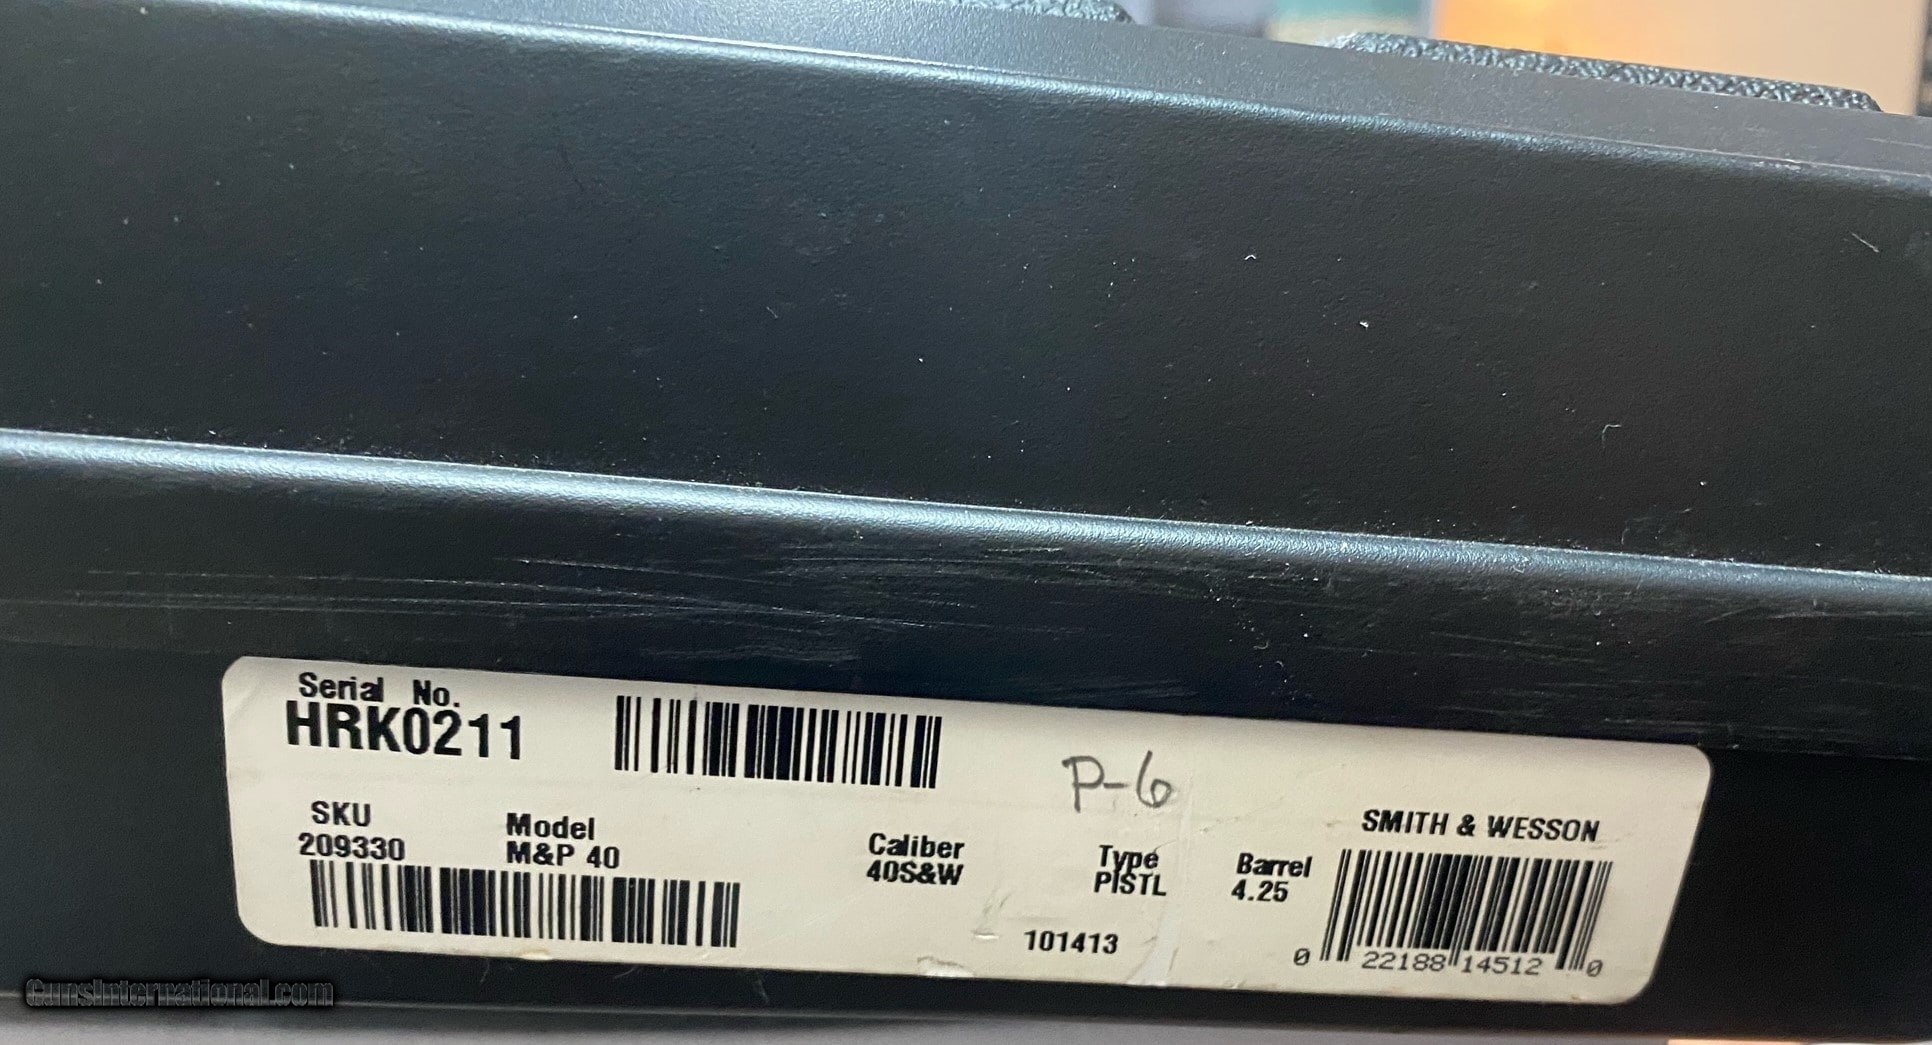 Serial No.
HRK0211
P-6
SKU
209330
Model
M&P 40
Caliber
40S&W
Type
PISTL
Barrel
4.25
SMITH & WESSON
101413
0 22188 14512 0
GunsInternational.com